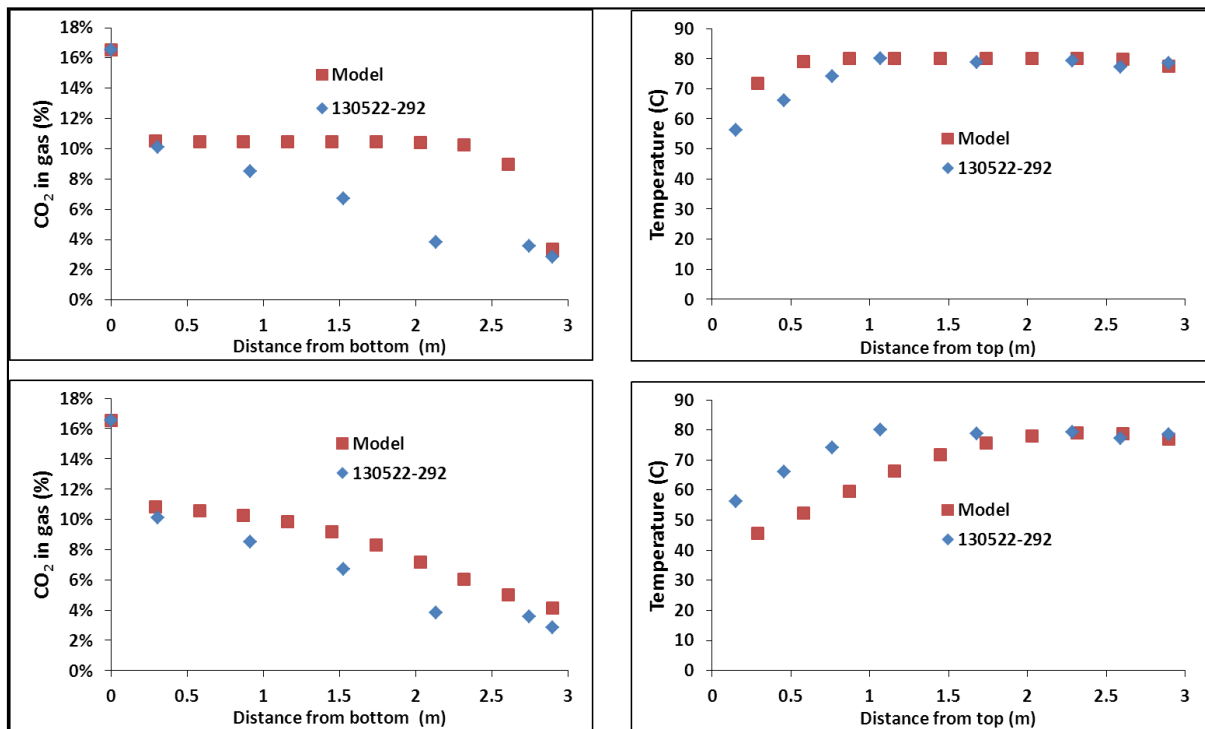 18%
16%
14%
12%
10%
8%
6%
4%
2%
0%
CO2 in gas (%)
Model
130522-292
0 0.5 1 1.5 2 2.5 3
Distance from bottom (m)
90
80
70
60
50
40
30
20
10
0
Temperature (C)
Model
130522-292
0 0.5 1 1.5 2 2.5 3
Distance from top (m)
18%
16%
14%
12%
10%
8%
6%
4%
2%
0%
CO2 in gas (%)
Model
130522-292
0 0.5 1 1.5 2 2.5 3
Distance from bottom (m)
90
80
70
60
50
40
30
20
10
0
Temperature (C)
Model
130522-292
0 0.5 1 1.5 2 2.5 3
Distance from top (m)